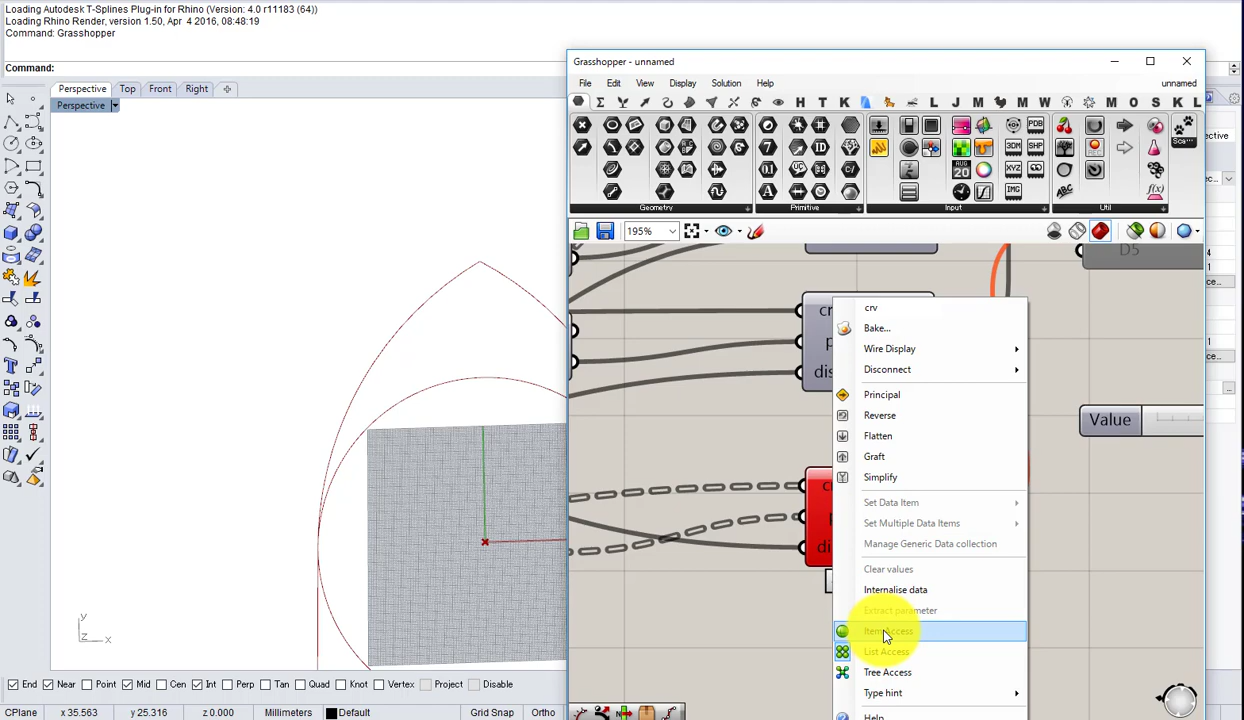 Loading Autodesk T-Splines Plug-in for Rhino (Version: 4.0 r11183 (64))
Loading Rhino Render, version 1.50, Apr  4 2016, 08:48:19
Command: Grasshopper
Command:
Perspective Top Front Right
Perspective
Grasshopper - unnamed
File Edit View Display Solution Help unnamed
Geometry Primitive Input Util
195%
D5
crv
Bake...
Wire Display
Disconnect
Principal
Reverse
Flatten
Graft
Simplify
Set Data Item
Set Multiple Data Items
Manage Generic Data collection
Clear values
Internalise data
Extract parameter
Item Access
List Access
Tree Access
Type hint
Help
Value
y
z x
End Near Point Mid Cen Int Perp Tan Quad Knot Vertex Project Disable
CPlane x 35.563 y 25.316 z 0.000 Millimeters Default Grid Snap Ortho